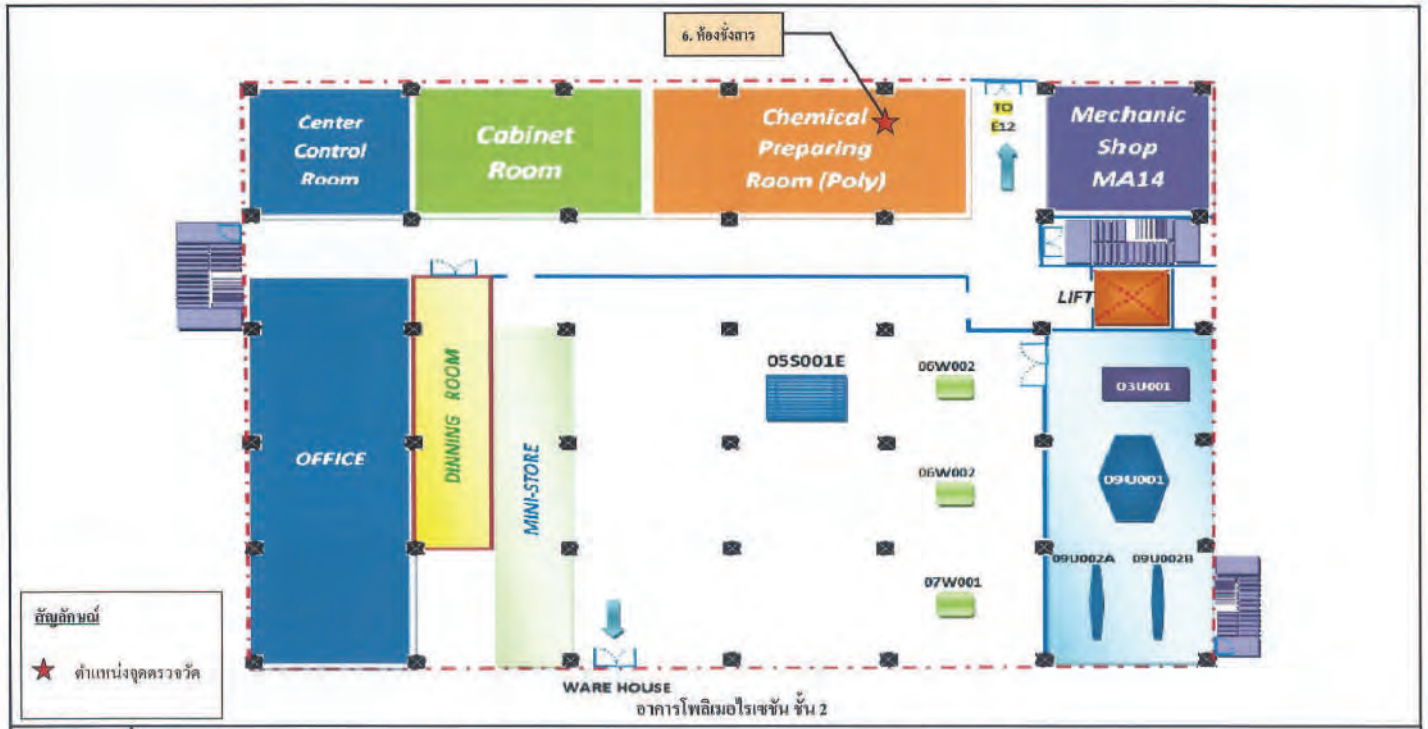 6. ห้องชั่งสาร
Center
Control
Room
Cabinet
Room
Chemical
Preparing
Room (Poly)
TO
E12
Mechanic
Shop
MA14
LIFT
OFFICE
DINNING ROOM
MINI-STORE
05S001E
06W002
03U001
06W002
09U001
07W001
09U002A
09U002B
WARE HOUSE
สัญลักษณ์
ตำแหน่งจุดตรวจวัด
อาคารโพลิเมอไรเซชัน ชั้น 2